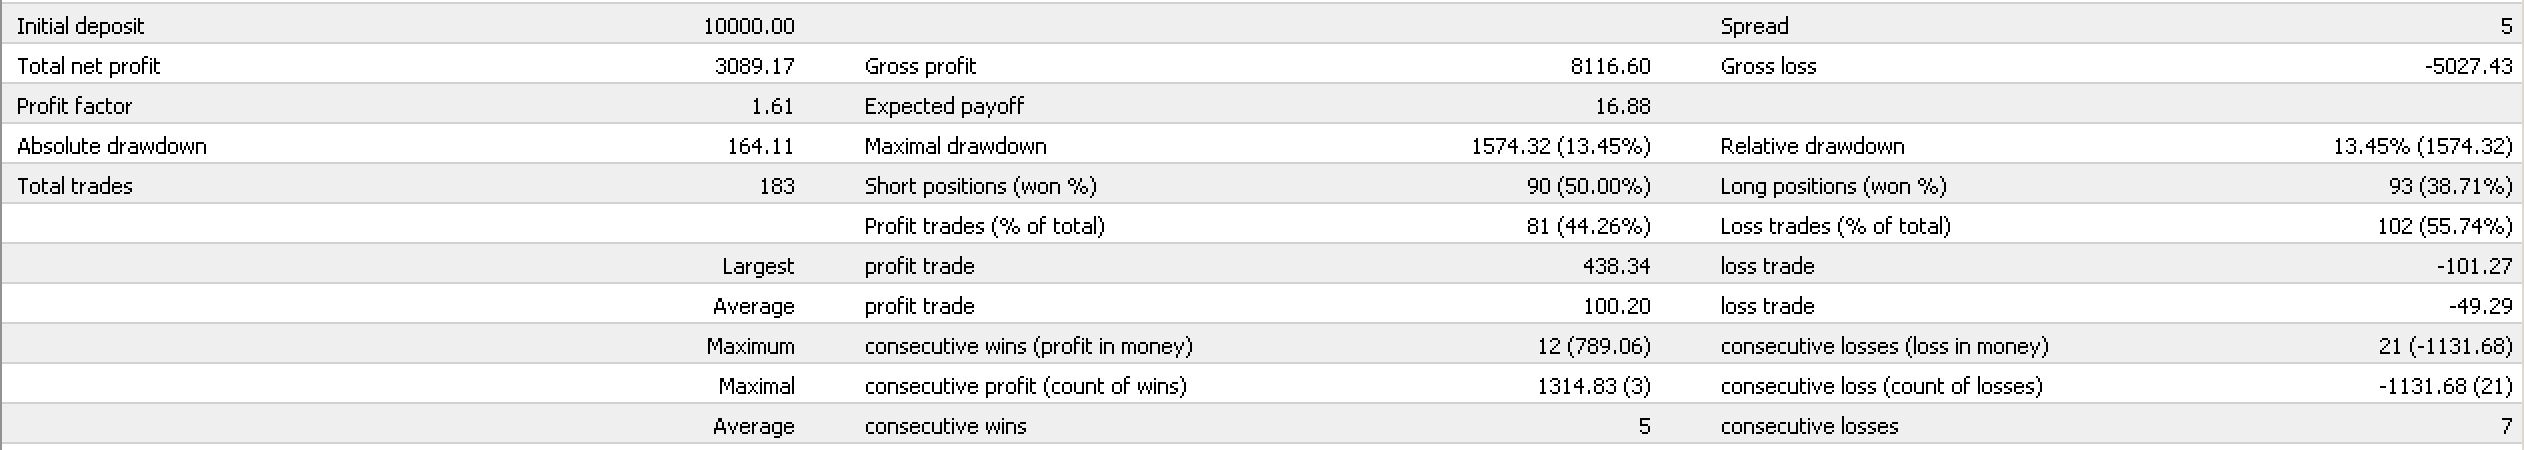 Initial deposit 10000.00 Spread 5
Total net profit 3089.17 Gross profit 8116.60 Gross loss -5027.43
Profit factor 1.61 Expected payoff 16.88
Absolute drawdown 164.11 Maximal drawdown 1574.32 (13.45%) Relative drawdown 13.45% (1574.32)
Total trades 183 Short positions (won %) 90 (50.00%) Long positions (won %) 93 (38.71%)
Profit trades (% of total) 81 (44.26%) Loss trades (% of total) 102 (55.74%)
Largest profit trade 438.34 loss trade -101.27
Average profit trade 100.20 loss trade -49.29
Maximum consecutive wins (profit in money) 12 (789.06) consecutive losses (loss in money) 21 (-1131.68)
Maximal consecutive profit (count of wins) 1314.83 (3) consecutive loss (count of losses) -1131.68 (21)
Average consecutive wins 5 consecutive losses 7